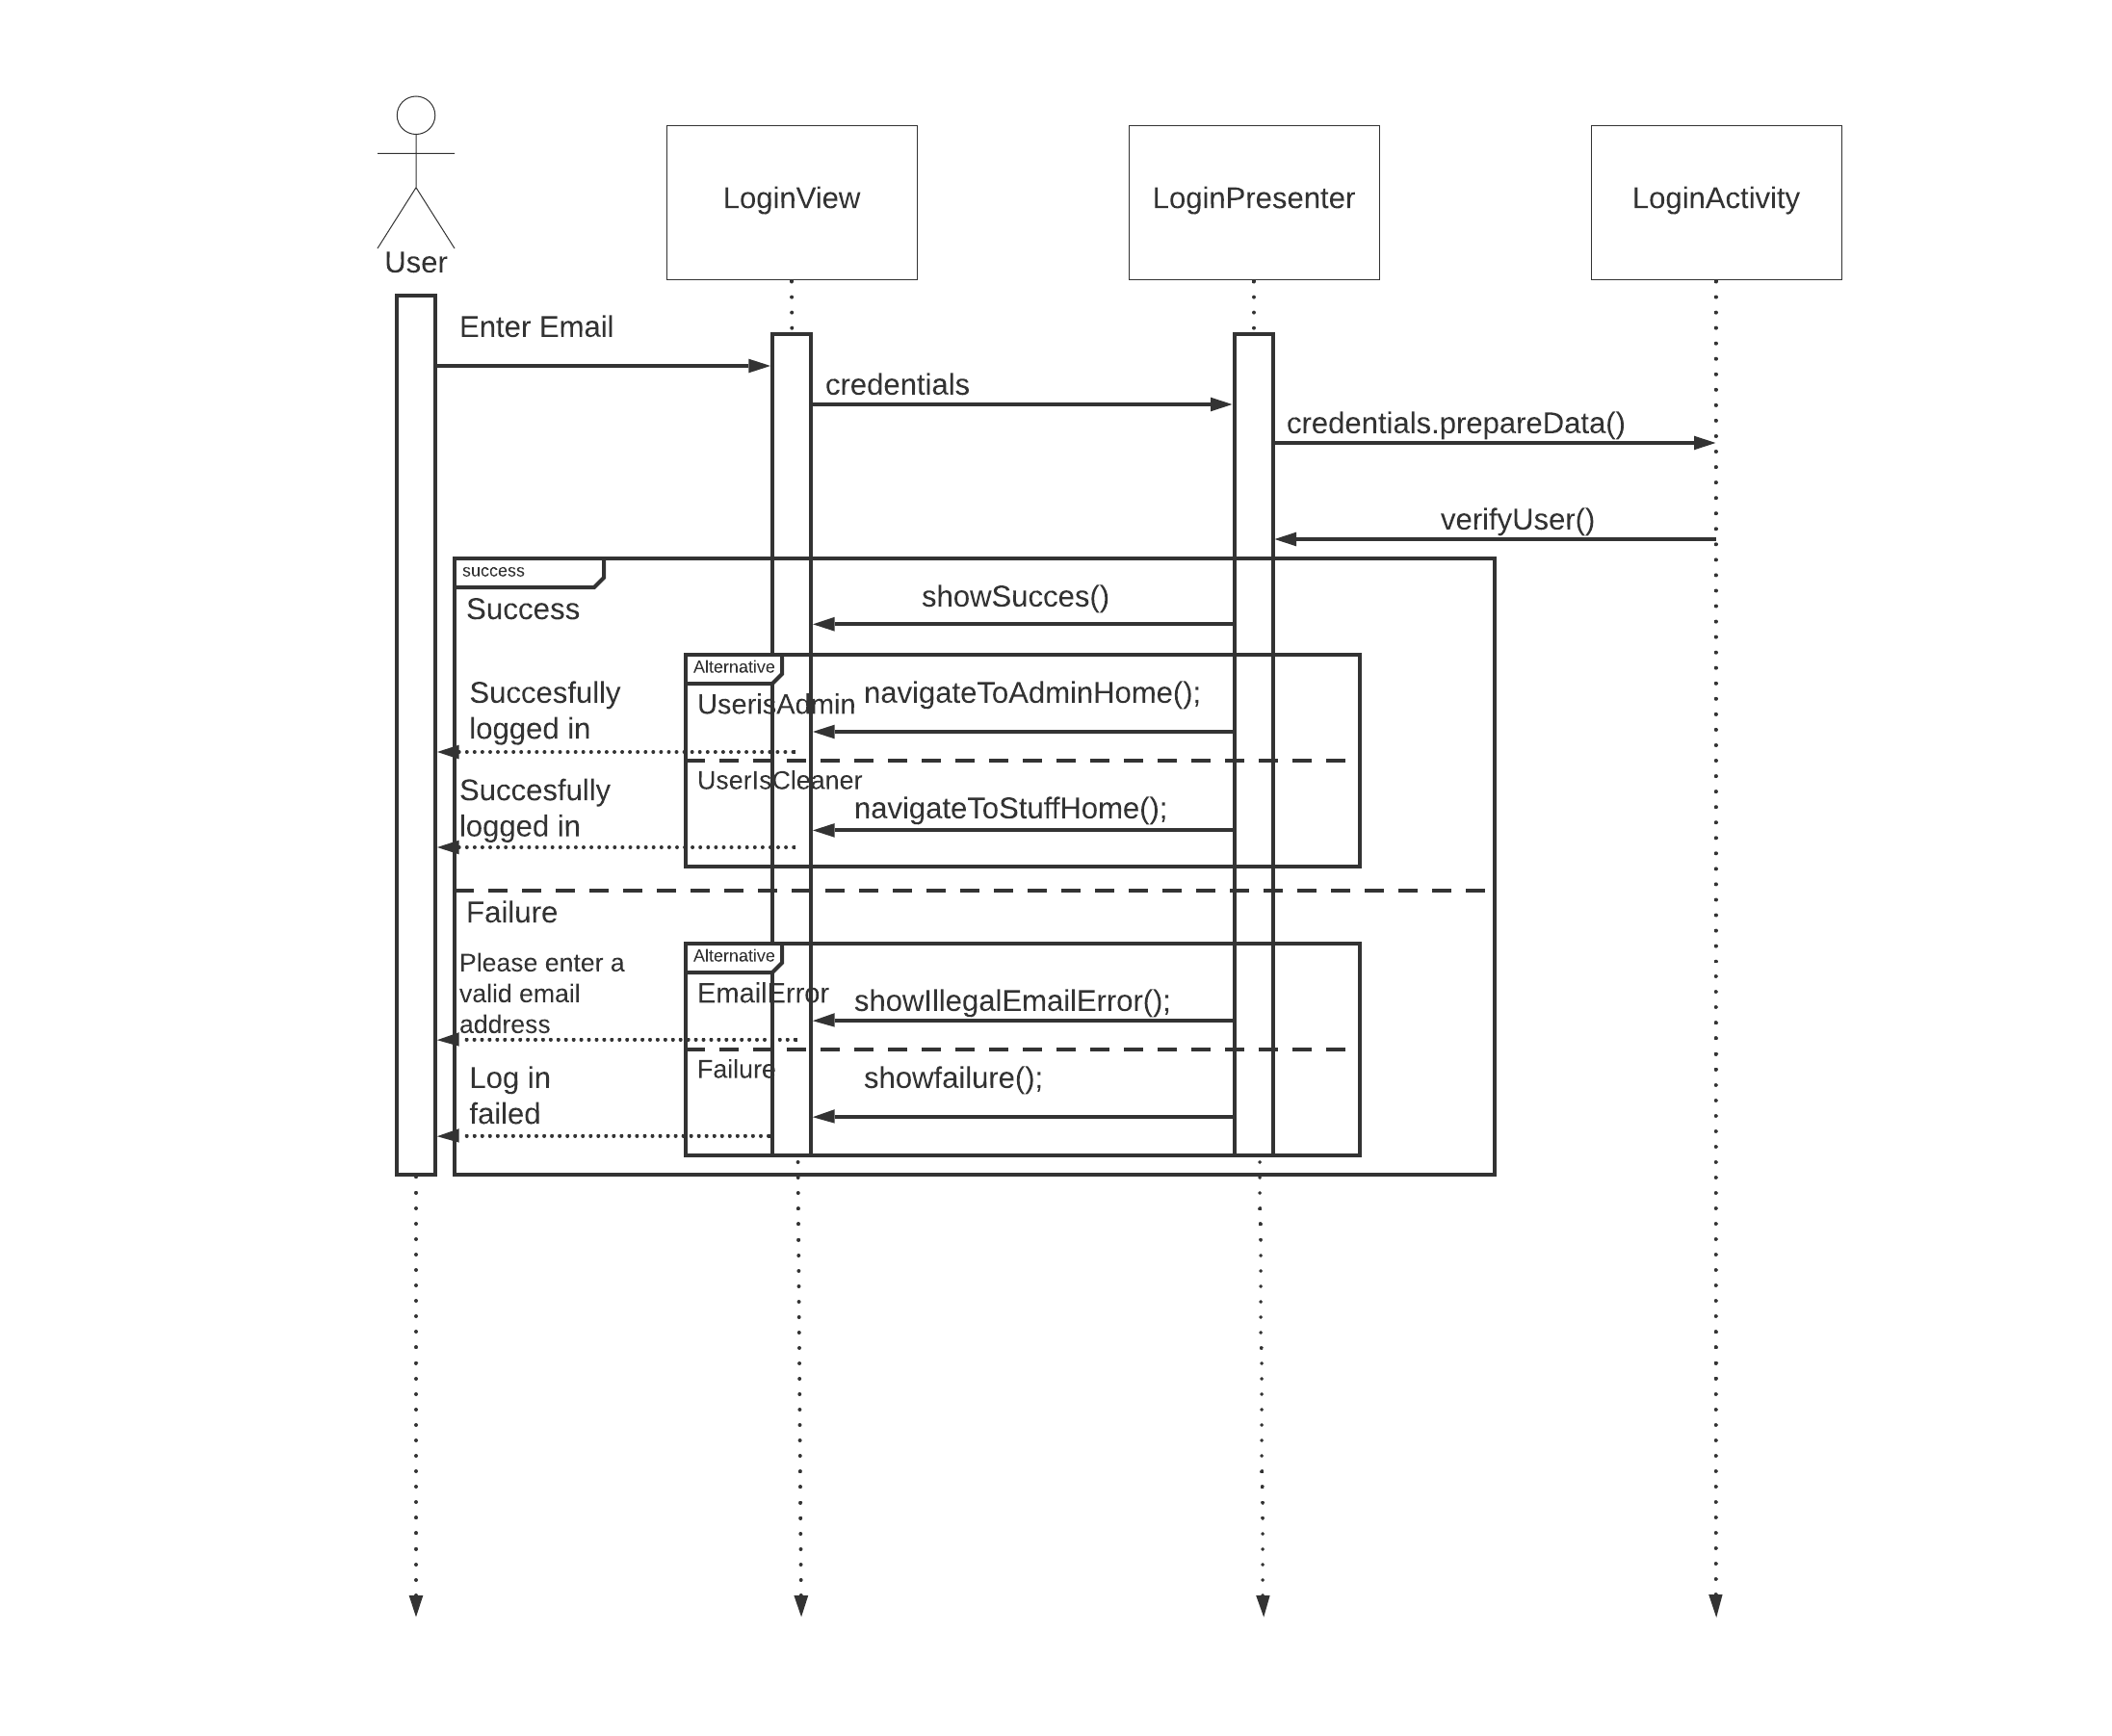 User
LoginView
LoginPresenter
LoginActivity
Enter Email
credentials
credentials.prepareData()
verifyUser()
success
Success
showSucces()
Alternative
UserisAdmin
navigateToAdminHome();
Succesfully
logged in
UserIsCleaner
navigateToStuffHome();
Succesfully
logged in
Failure
Alternative
EmailError
showIllegalEmailError();
Please enter a
valid email
address
Failure
showfailure();
Log in
failed